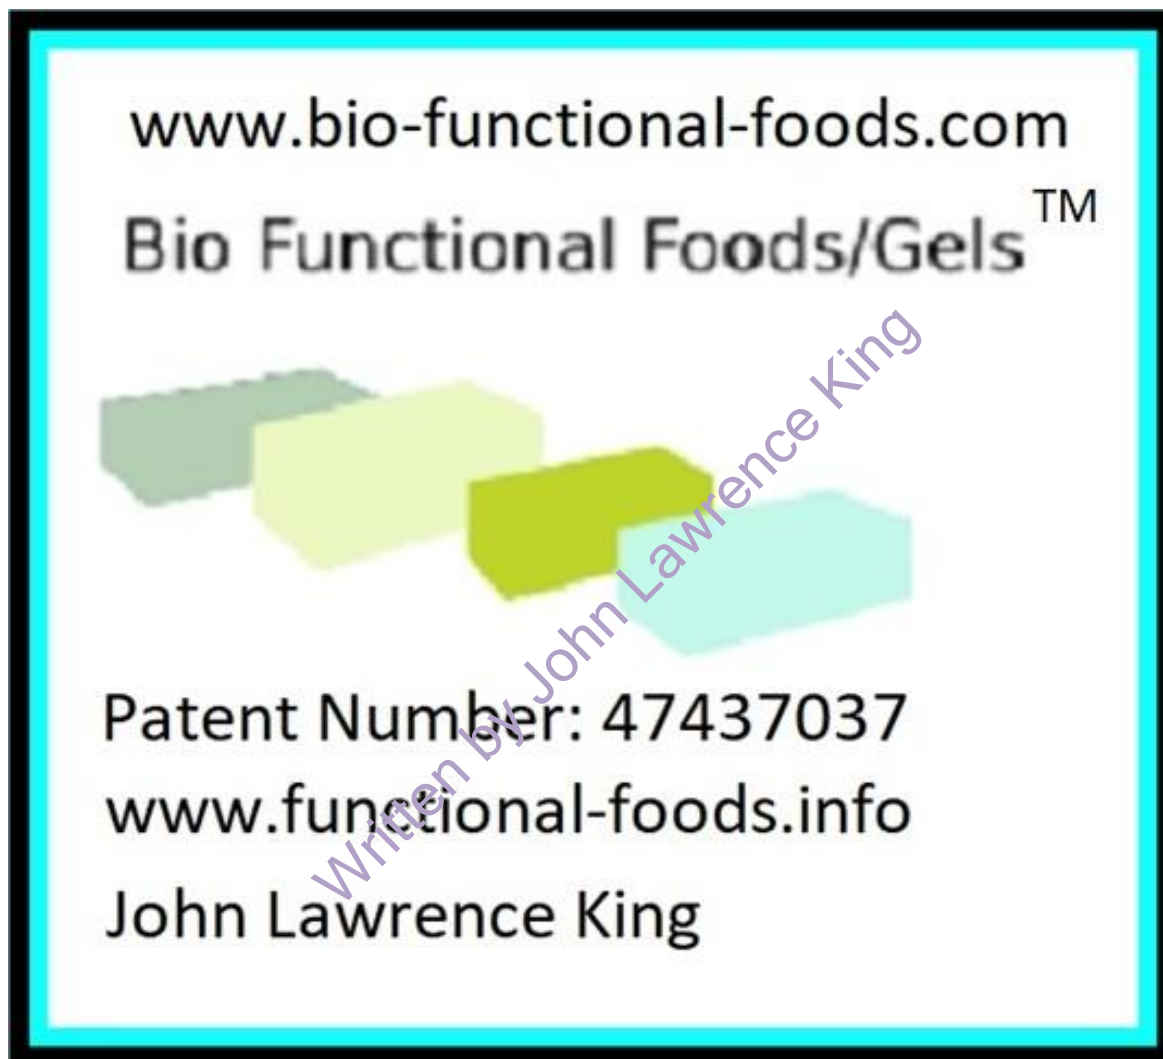 www.bio-functional-foods.com
Bio Functional Foods/Gels™
Written by John Lawrence King
Patent Number: 47437037
www.functional-foods.info
John Lawrence King